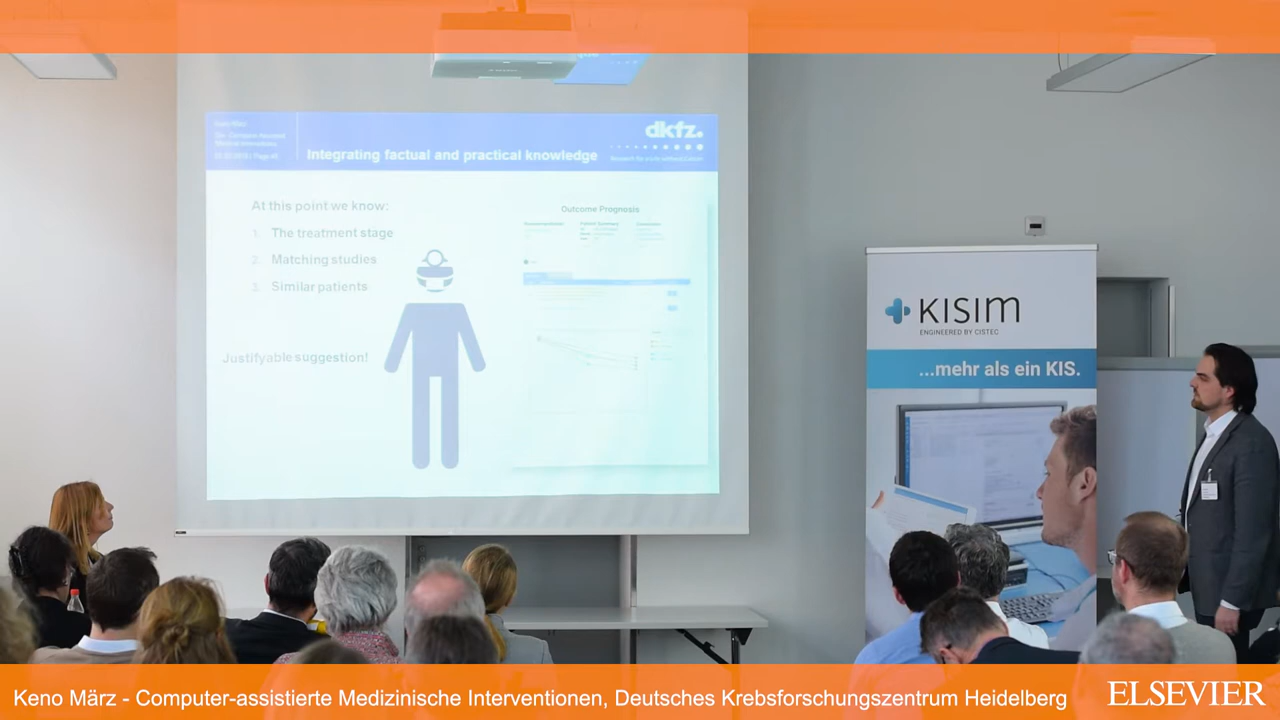 Keno März
dkfz.
Integrating factual and practical knowledge
At this point we know:
1. The treatment stage
2. Matching studies
3. Similar patients
Justifyable suggestion!
Outcome Prognosis
KISIM
ENGINEERED BY CISTEC
...mehr als ein KIS.
Keno März - Computer-assistierte Medizinische Interventionen, Deutsches Krebsforschungszentrum Heidelberg
ELSEVIER